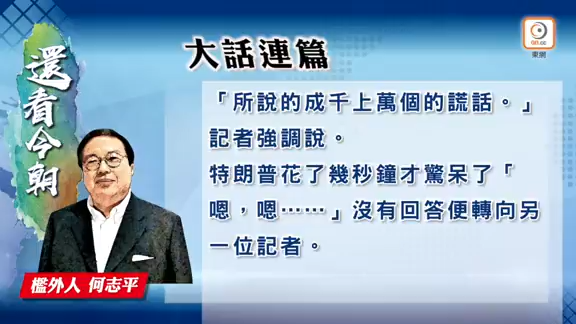 大話連篇
on.cc
東網
還看今朝
「所說的成千上萬個的謊話。」
記者強調說。
特朗普花了幾秒鐘才驚呆了「
嗯，嗯……」沒有回答便轉向另
一位記者。
檻外人 何志平